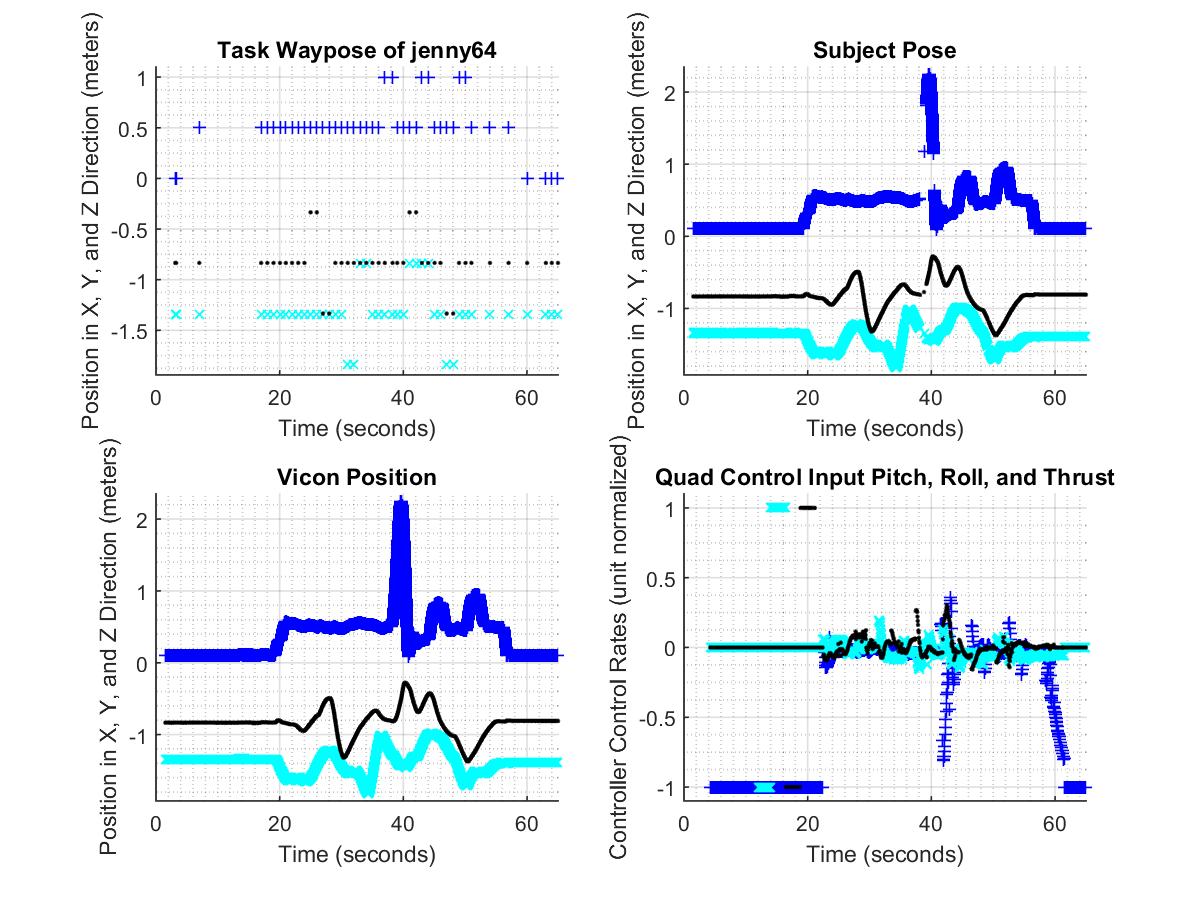 Task Waypose of jenny64
Position in X, Y, and Z Direction (meters)
1
0.5
0
-0.5
-1
-1.5
0 20 40 60
Time (seconds)
Subject Pose
Position in X, Y, and Z Direction (meters)
2
1
0
-1
0 20 40 60
Time (seconds)
Vicon Position
Position in X, Y, and Z Direction (meters)
2
1
0
-1
0 20 40 60
Time (seconds)
Quad Control Input Pitch, Roll, and Thrust
Controller Control Rates (unit normalized)
1
0.5
0
-0.5
-1
0 20 40 60
Time (seconds)